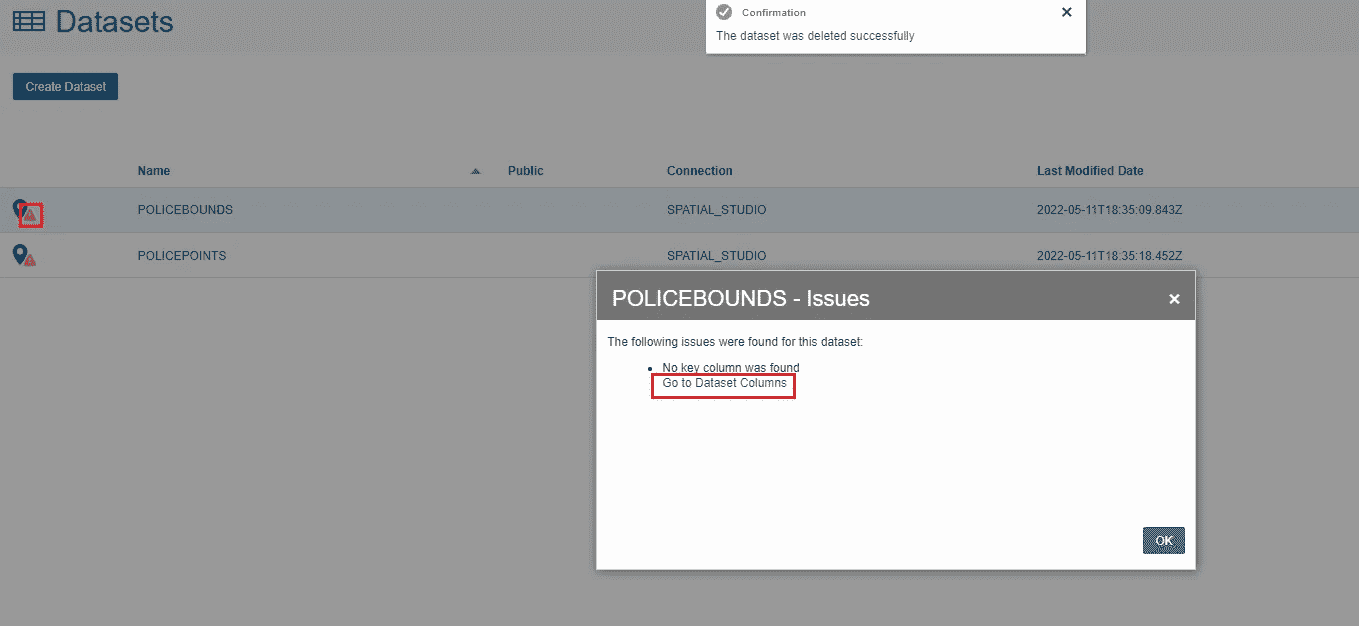 Datasets
Confirmation
The dataset was deleted successfully
Create Dataset
Name Public Connection Last Modified Date
POLICEBOUNDS SPATIAL_STUDIO 2022-05-11T18:35:09.843Z
POLICEPOINTS SPATIAL_STUDIO 2022-05-11T18:35:18.452Z
POLICEBOUNDS - Issues
The following issues were found for this dataset:
No key column was found
Go to Dataset Columns
OK